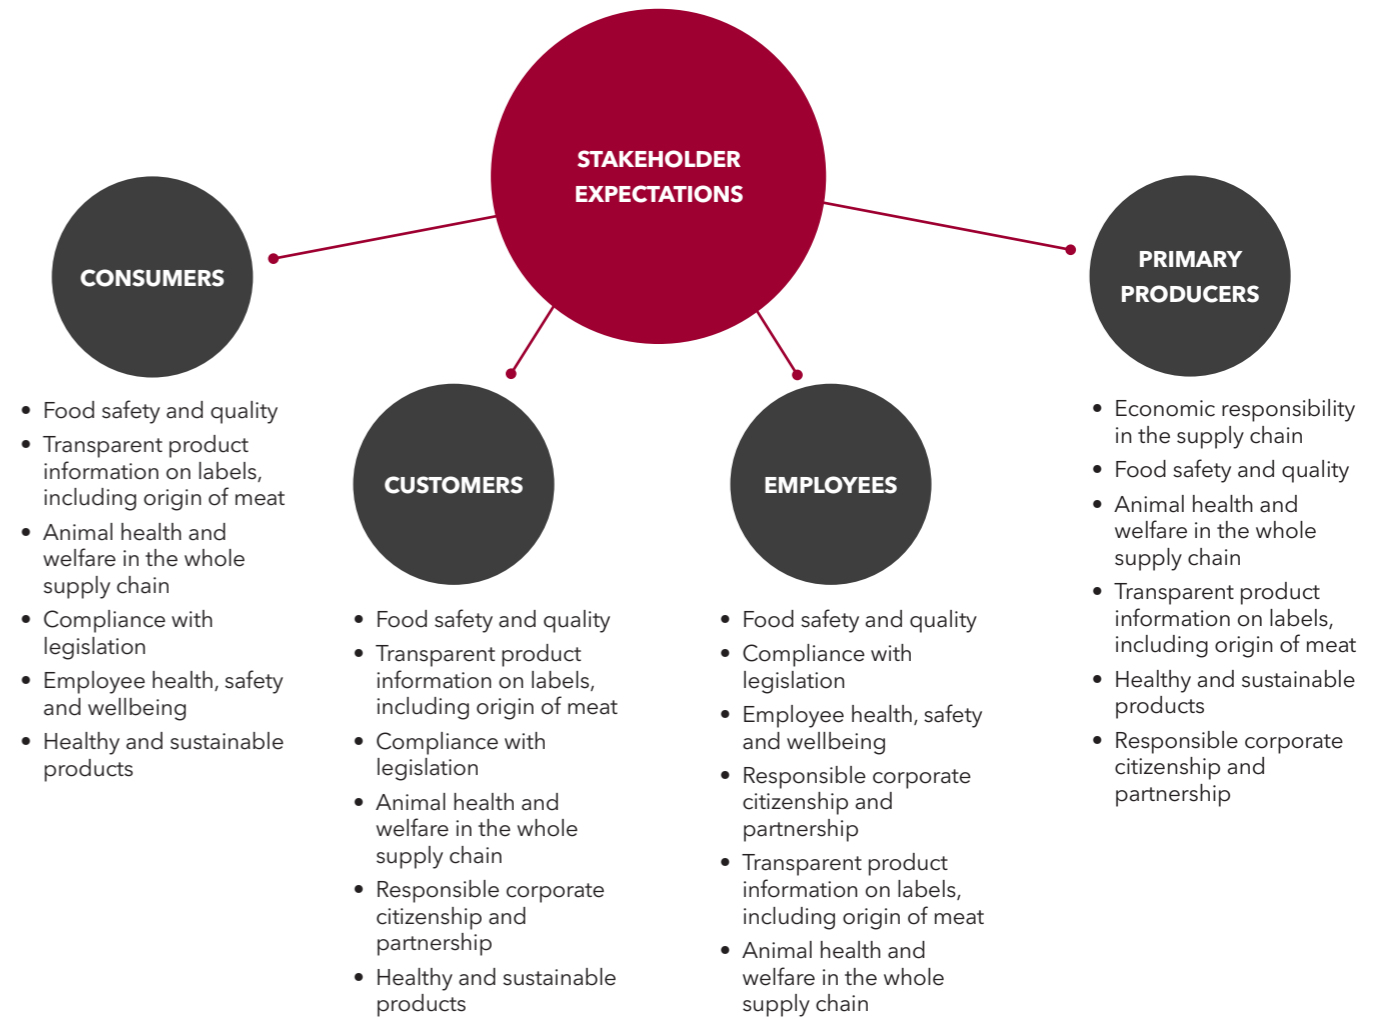 STAKEHOLDER
EXPECTATIONS
CONSUMERS
• Food safety and quality
• Transparent product
information on labels,
including origin of meat
• Animal health and
welfare in the whole
supply chain
• Compliance with
legislation
• Employee health, safety
and wellbeing
• Healthy and sustainable
products
CUSTOMERS
• Food safety and quality
• Transparent product
information on labels,
including origin of meat
• Compliance with
legislation
• Animal health and
welfare in the whole
supply chain
• Responsible corporate
citizenship and
partnership
• Healthy and sustainable
products
EMPLOYEES
• Food safety and quality
• Compliance with
legislation
• Employee health, safety
and wellbeing
• Responsible corporate
citizenship and
partnership
• Transparent product
information on labels,
including origin of meat
• Animal health and
welfare in the whole
supply chain
PRIMARY
PRODUCERS
• Economic responsibility
in the supply chain
• Food safety and quality
• Animal health and
welfare in the whole
supply chain
• Transparent product
information on labels,
including origin of meat
• Healthy and sustainable
products
• Responsible corporate
citizenship and
partnership